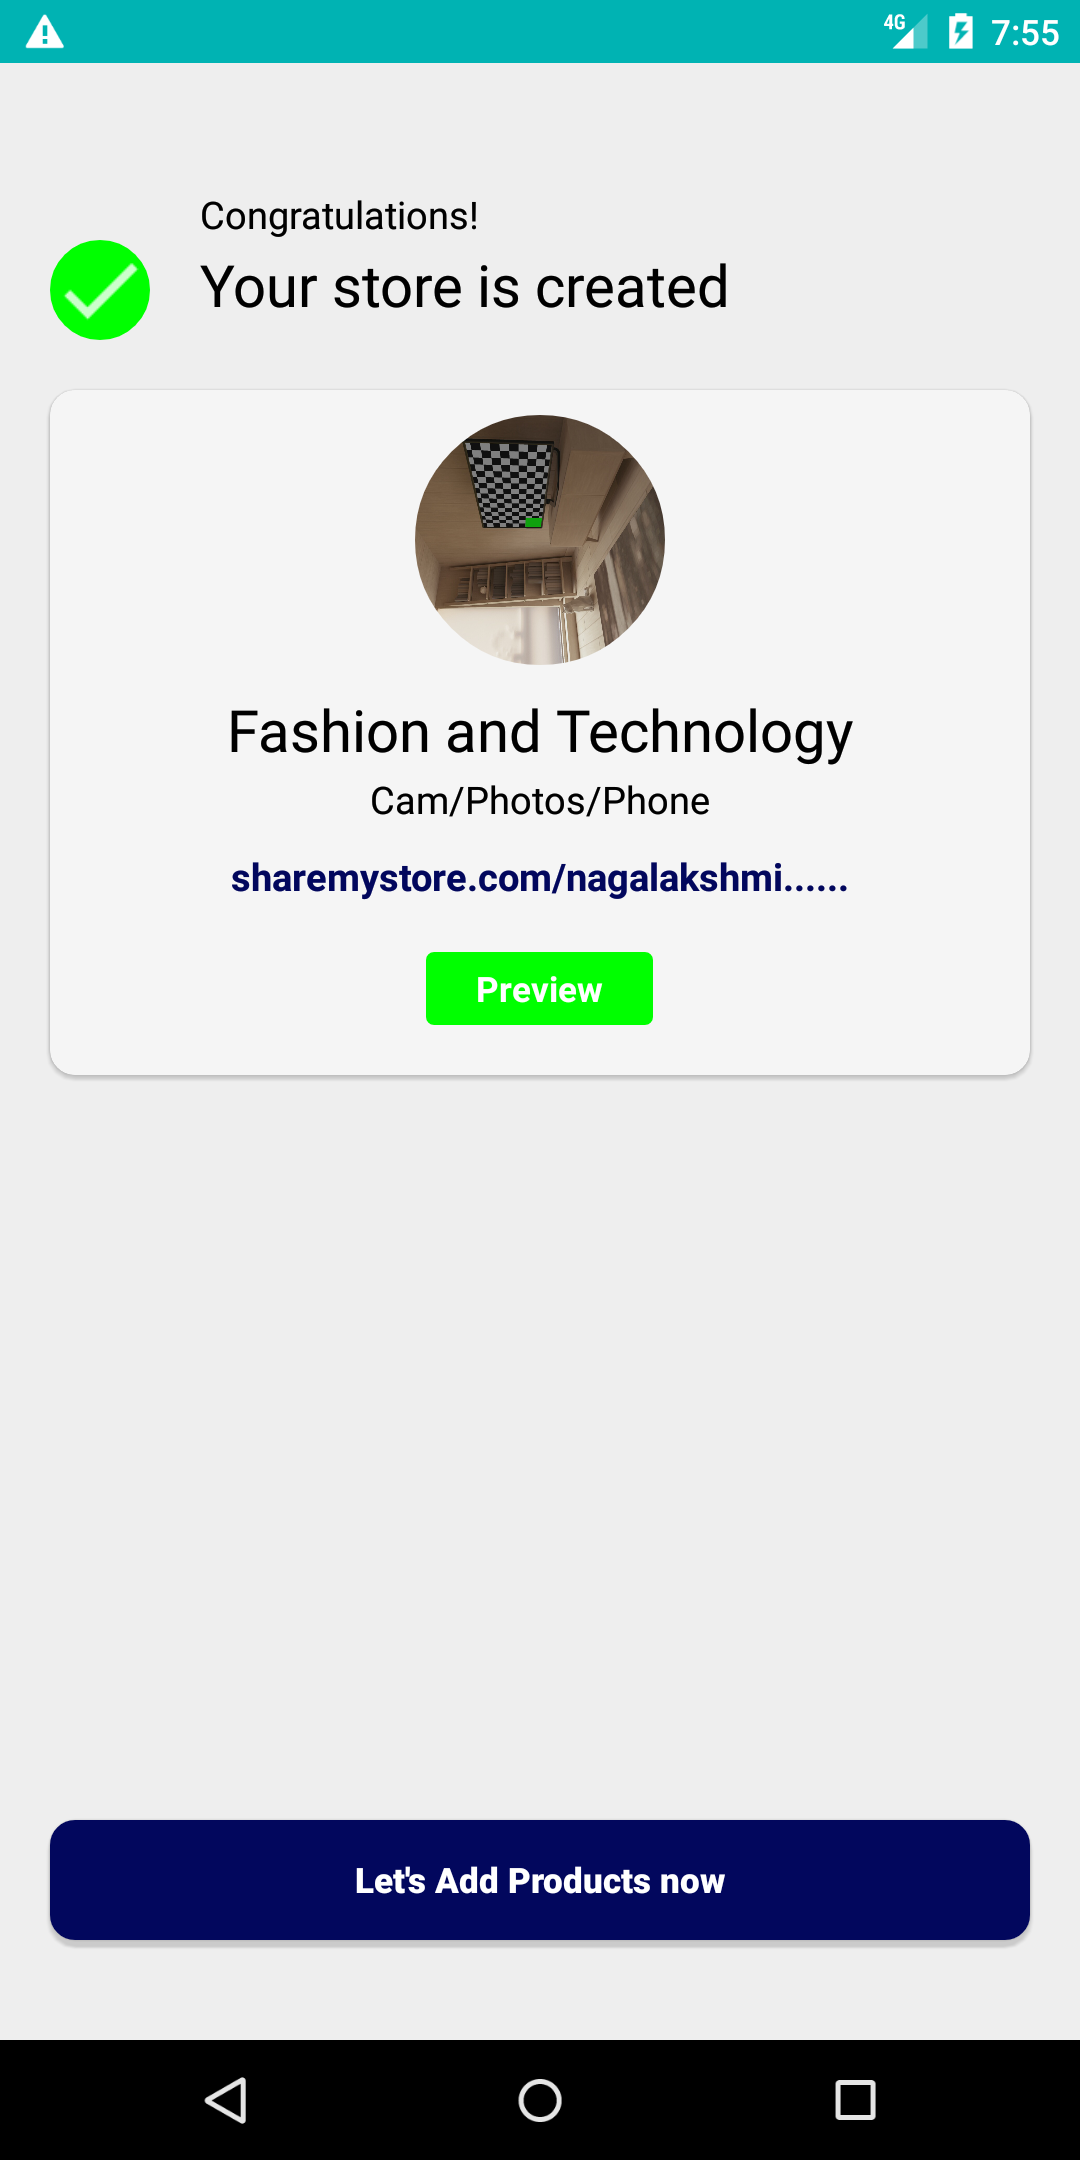 4G 7:55
Congratulations!
Your store is created
Fashion and Technology
Cam/Photos/Phone
sharemystore.com/nagalakshmi......
Preview
Let's Add Products now